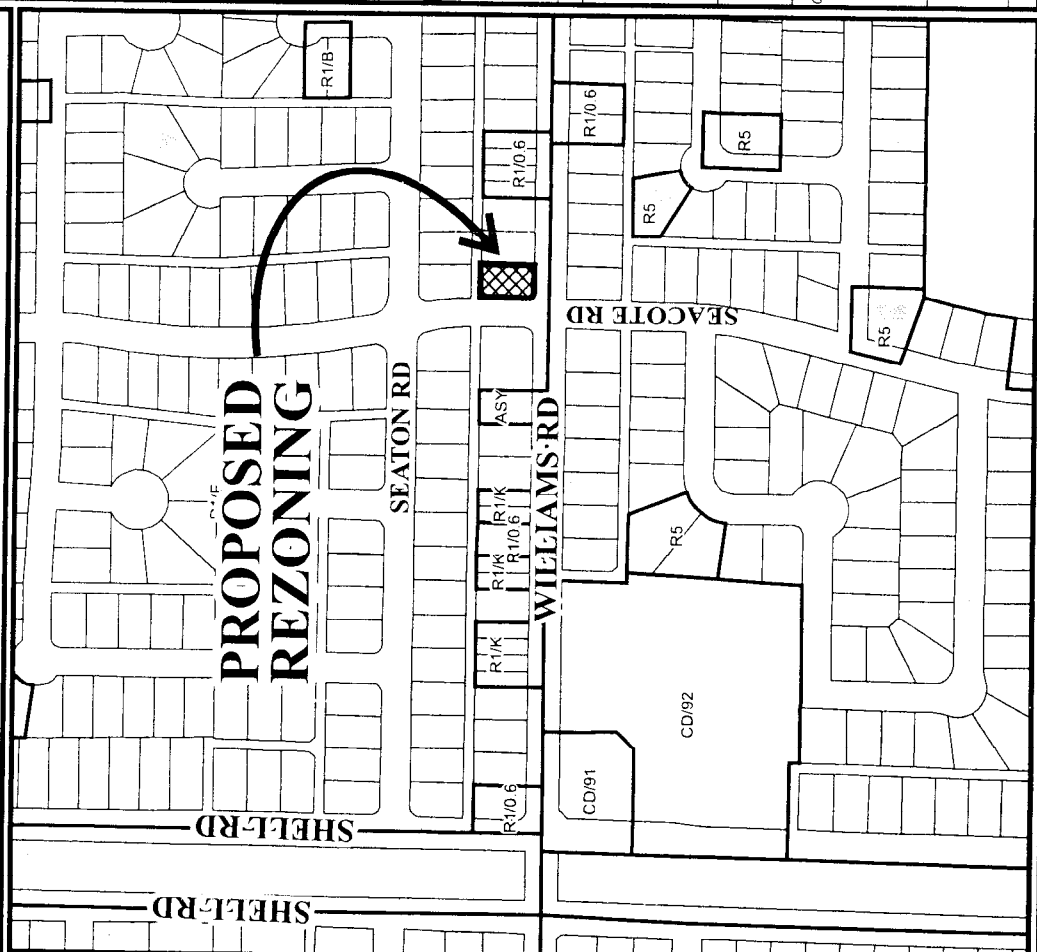 R1/B
R1/0.6
R5
R1/0.6
R5
SEACOTE RD
R5
PROPOSED
REZONING
SEATON RD
ASY
WILLIAMS RD
R1/K
R1/0.6
R1/K
R5
R1/K
CD/92
CD/91
R1/0.6
SHELL RD
SHELL RD